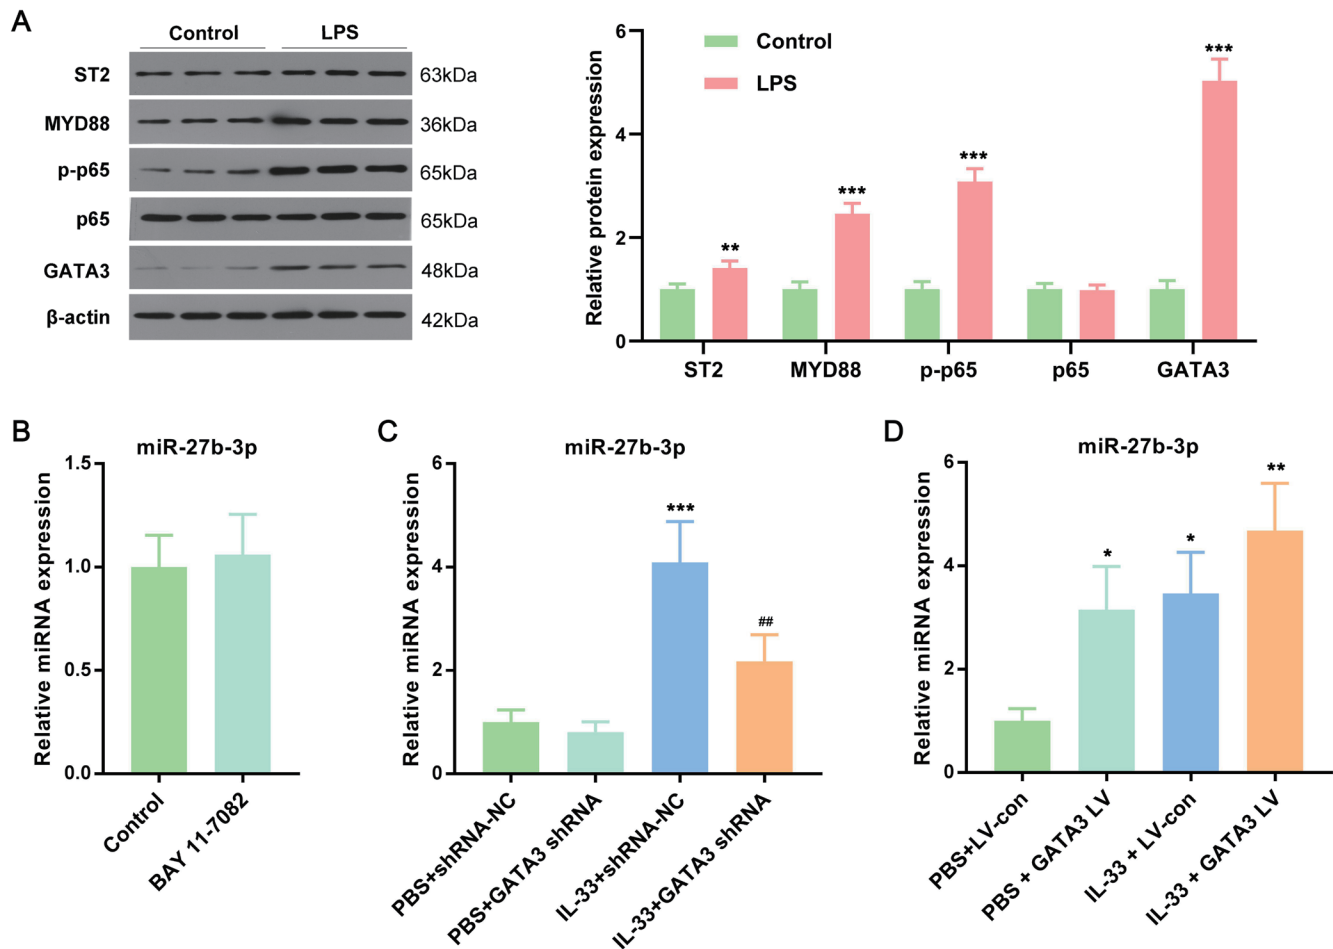 A
Control LPS
ST2 63kDa
MYD88 36kDa
p-p65 65kDa
p65 65kDa
GATA3 48kDa
β-actin 42kDa
Relative protein expression
6
4
2
0
Control
LPS
** *** *** ***
ST2 MYD88 p-p65 p65 GATA3
B
miR-27b-3p
Relative miRNA expression
1.5
1.0
0.5
0.0
Control
BAY 11-7082
C
miR-27b-3p
Relative miRNA expression
6
4
2
0
***
##
PBS+shRNA-NC
PBS+GATA3 shRNA
IL-33+shRNA-NC
IL-33+GATA3 shRNA
D
miR-27b-3p
Relative miRNA expression
6
4
2
0
*
*
**
PBS+LV-con
PBS + GATA3 LV
IL-33 + LV-con
IL-33 + GATA3 LV